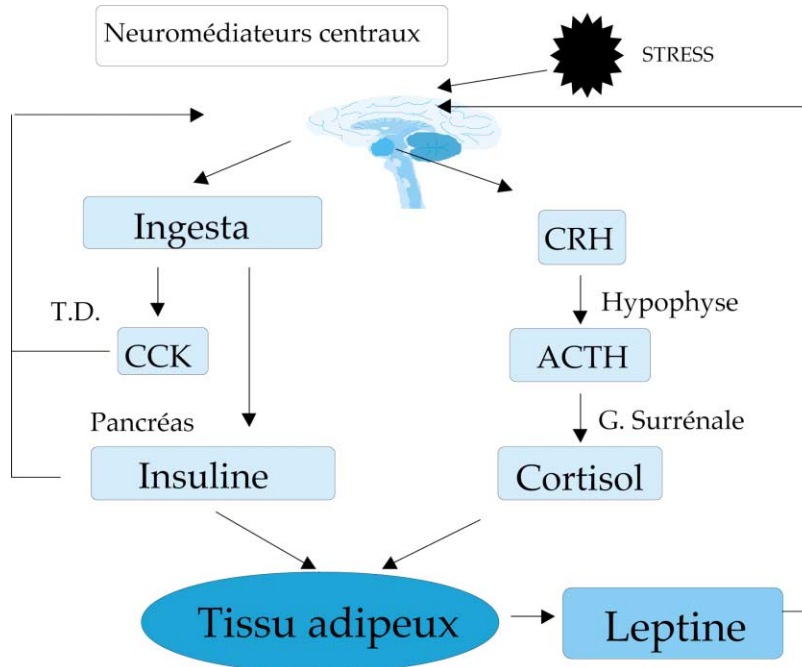 Neuromédiateurs centraux
STRESS
Ingesta
CRH
T.D.
Hypophyse
CCK
ACTH
Pancréas
G. Surrénale
Insuline
Cortisol
Tissu adipeux
Leptine